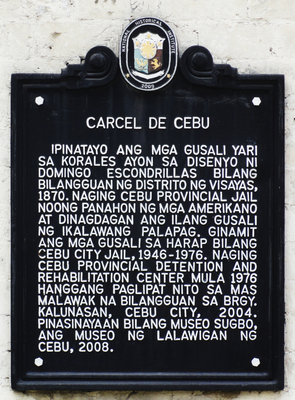 NATIONAL HISTORICAL INSTITUTE
2009
CARCEL DE CEBU
IPINATAYO ANG MGA GUSALI YARI
SA KORALES AYON SA DISENYO NI
DOMINGO ESCONDRILLAS BILANG
BILANGGUAN NG DISTRITO NG VISAYAS,
1870. NAGING CEBU PROVINCIAL JAIL
NOONG PANAHON NG MGA AMERIKANO
AT DINAGDAGAN ANG ILANG GUSALI
NG IKALAWANG PALAPAG. GINAMIT
ANG MGA GUSALI SA HARAP BILANG
CEBU CITY JAIL, 1946-1976. NAGING
CEBU PROVINCIAL DETENTION AND
REHABILITATION CENTER MULA 1976
HANGGANG PAGLIPAT NITO SA MAS
MALAWAK NA BILANGGUAN SA BRGY.
KALUNASAN, CEBU CITY, 2004.
PINASINAYAAN BILANG MUSEO SUGBO,
ANG MUSEO NG LALAWIGAN NG
CEBU, 2008.